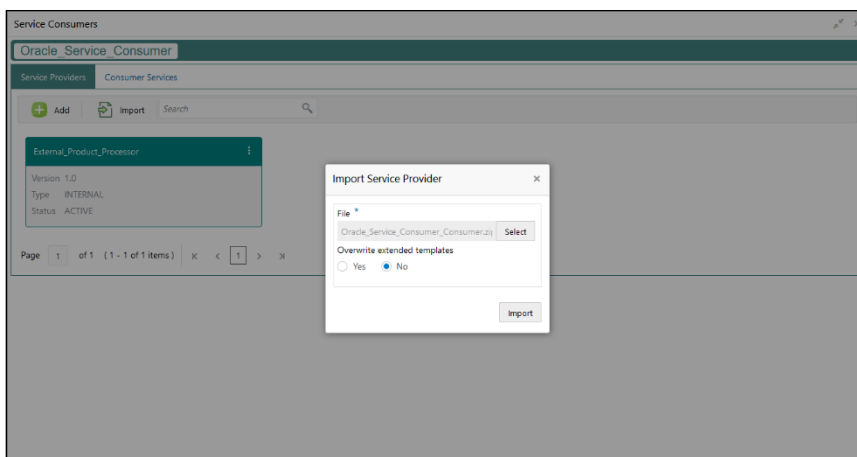 Service Consumers
Oracle_Service_Consumer
Service Providers Consumer Services
Add Import Search
External_Product_Processor
Version 1.0
Type INTERNAL
Status ACTIVE
Page 1 of 1 (1 - 1 of 1 items) 1
Import Service Provider
File *
Oracle_Service_Consumer_Consumer.zip Select
Overwrite extended templates
Yes No
Import